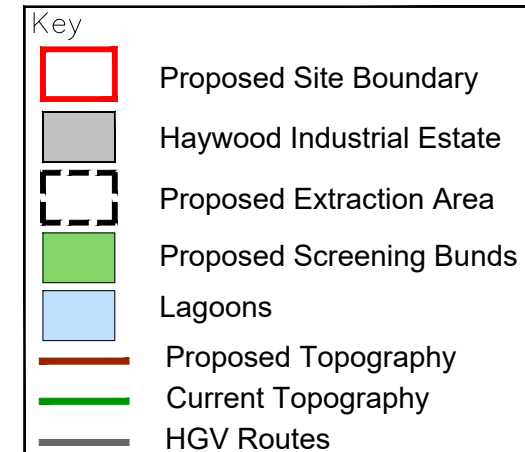 Key
Proposed Site Boundary
Haywood Industrial Estate
Proposed Extraction Area
Proposed Screening Bunds
Lagoons
Proposed Topography
Current Topography
HGV Routes